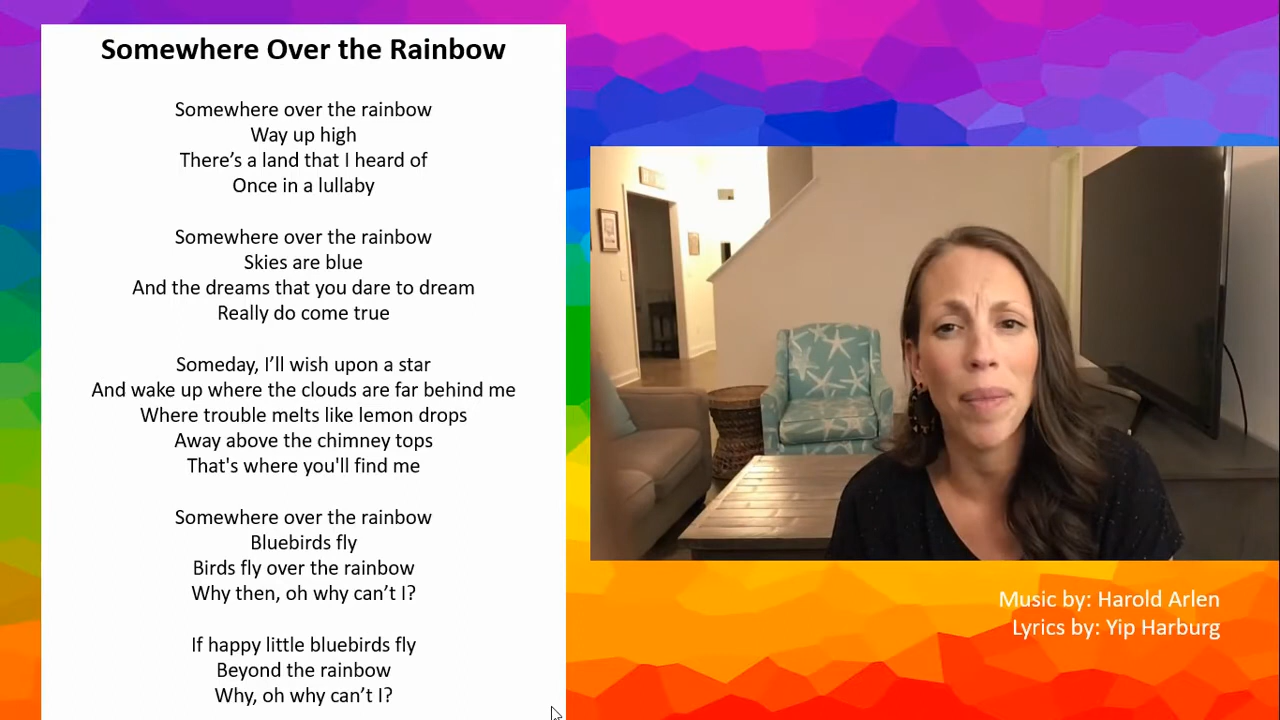 Somewhere Over the Rainbow
Somewhere over the rainbow
Way up high
There’s a land that I heard of
Once in a lullaby
Somewhere over the rainbow
Skies are blue
And the dreams that you dare to dream
Really do come true
Someday, I’ll wish upon a star
And wake up where the clouds are far behind me
Where trouble melts like lemon drops
Away above the chimney tops
That's where you'll find me
Somewhere over the rainbow
Bluebirds fly
Birds fly over the rainbow
Why then, oh why can’t I?
If happy little bluebirds fly
Beyond the rainbow
Why, oh why can’t I?
Music by: Harold Arlen
Lyrics by: Yip Harburg